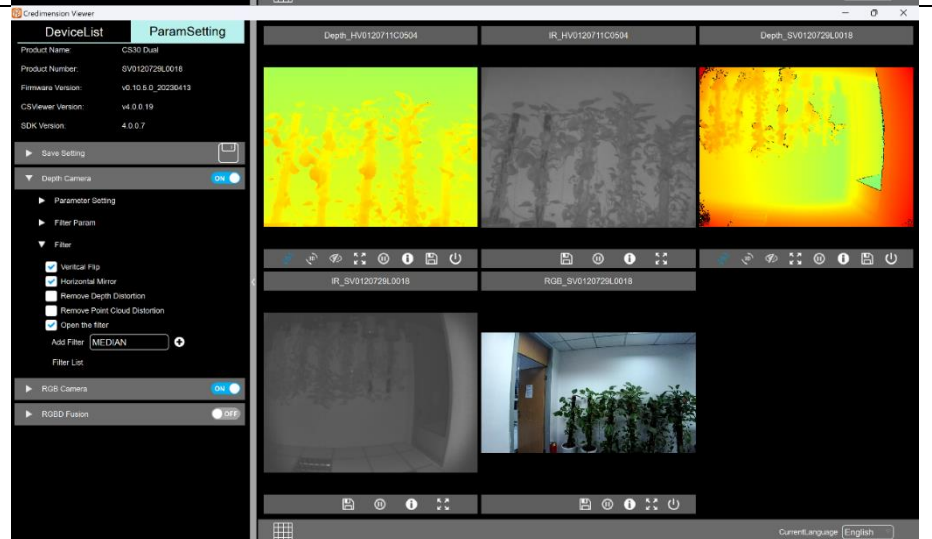 Credimension Viewer
DeviceList ParamSetting
Product Name: CS30 Dual
Product Number: SV0120729L0018
Firmware Version: v0.10.5.0_20230413
CSViewer Version: v4.0.0.19
SDK Version: 4.0.0.7
Save Setting
Depth Camera ON
Parameter Setting
Filter Param
Filter
Veritcal Flip
Horizontal Mirror
Remove Depth Distortion
Remove Point Cloud Distortion
Open the filter
Add Filter MEDIAN
Filter List
RGB Camera ON
RGBD Fusion OFF
Depth_HV0120711C0504
IR_HV0120711C0504
Depth_SV0120729L0018
IR_SV0120729L0018
RGB_SV0120729L0018
CurrentLanguage English